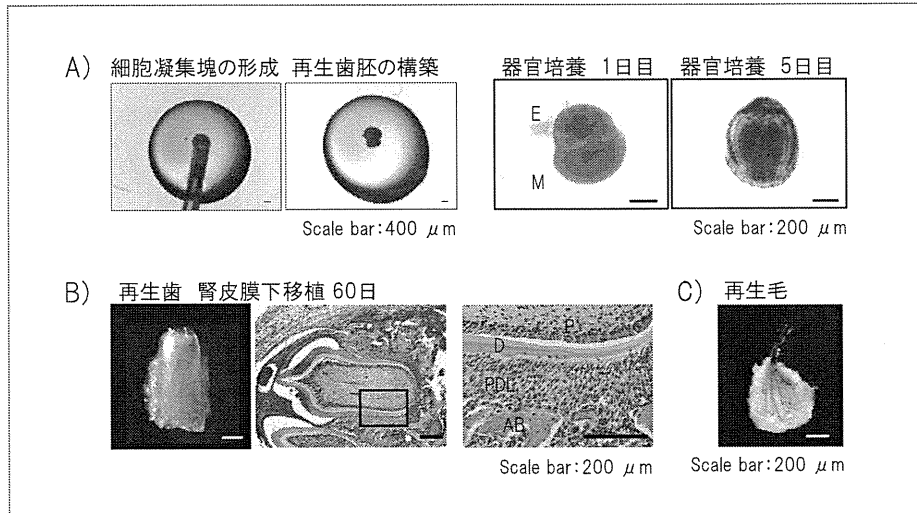 A) 細胞凝集塊の形成 再生歯胚の構築 器官培養 1日目 器官培養 5日目
E
M
Scale bar:400 μm Scale bar:200 μm
B) 再生歯 腎皮膜下移植 60日 C) 再生毛
P
D
PDL
AB
Scale bar:200 μm Scale bar:200 μm